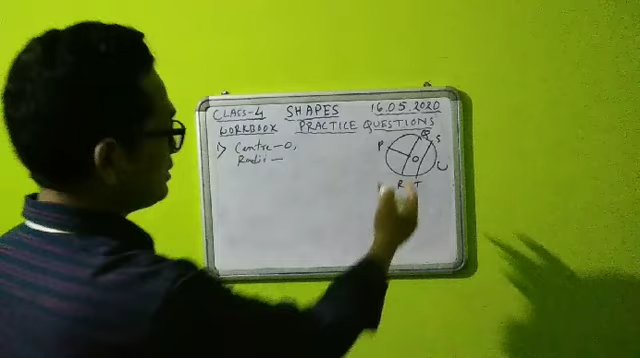 CLASS-4 SHAPES 16.05.2020
WORKBOOK PRACTICE QUESTIONS
1) Centre - O,
Radii -
Q
P S
O
U
R T